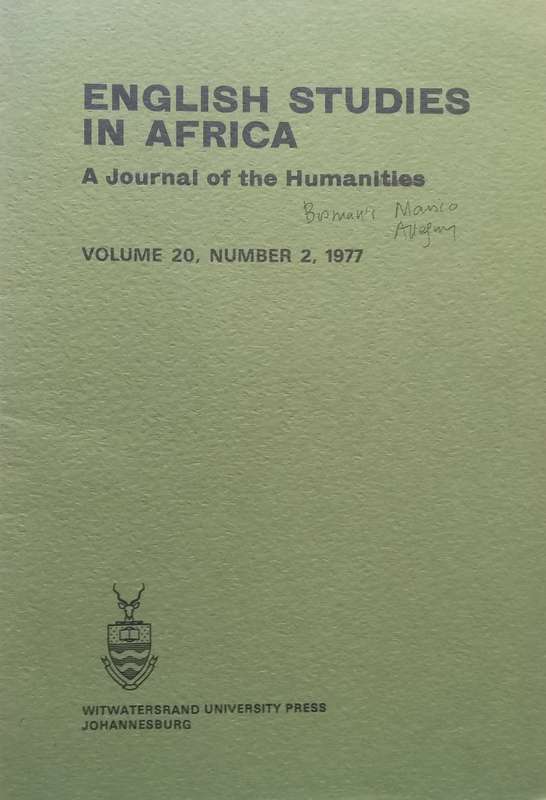 ENGLISH STUDIES
IN AFRICA
A Journal of the Humanities
Bosman's Marico
Allegory
VOLUME 20, NUMBER 2, 1977
WITWATERSRAND UNIVERSITY PRESS
JOHANNESBURG